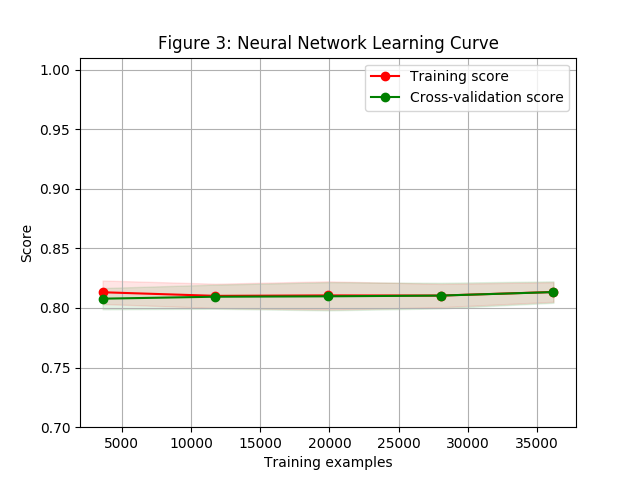 Figure 3: Neural Network Learning Curve
Training score
Cross-validation score
1.00
0.95
0.90
0.85
0.80
0.75
0.70
Score
5000 10000 15000 20000 25000 30000 35000
Training examples